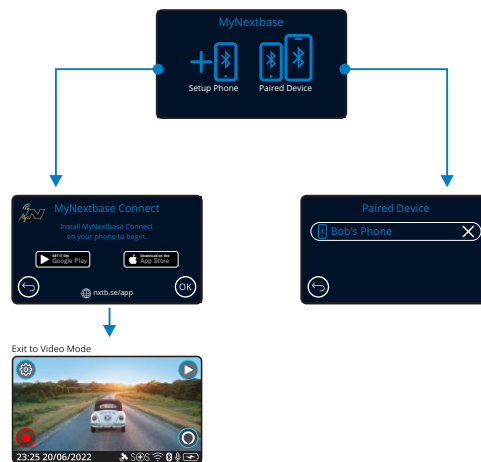 MyNextbase
Setup Phone Paired Device
MyNextbase Connect
Install MyNextbase Connect
on your phone to begin.
GET IT ON
Google Play
Download on the
App Store
nxtb.se/app
OK
Paired Device
Bob's Phone
Exit to Video Mode
23:25 20/06/2022 SOS